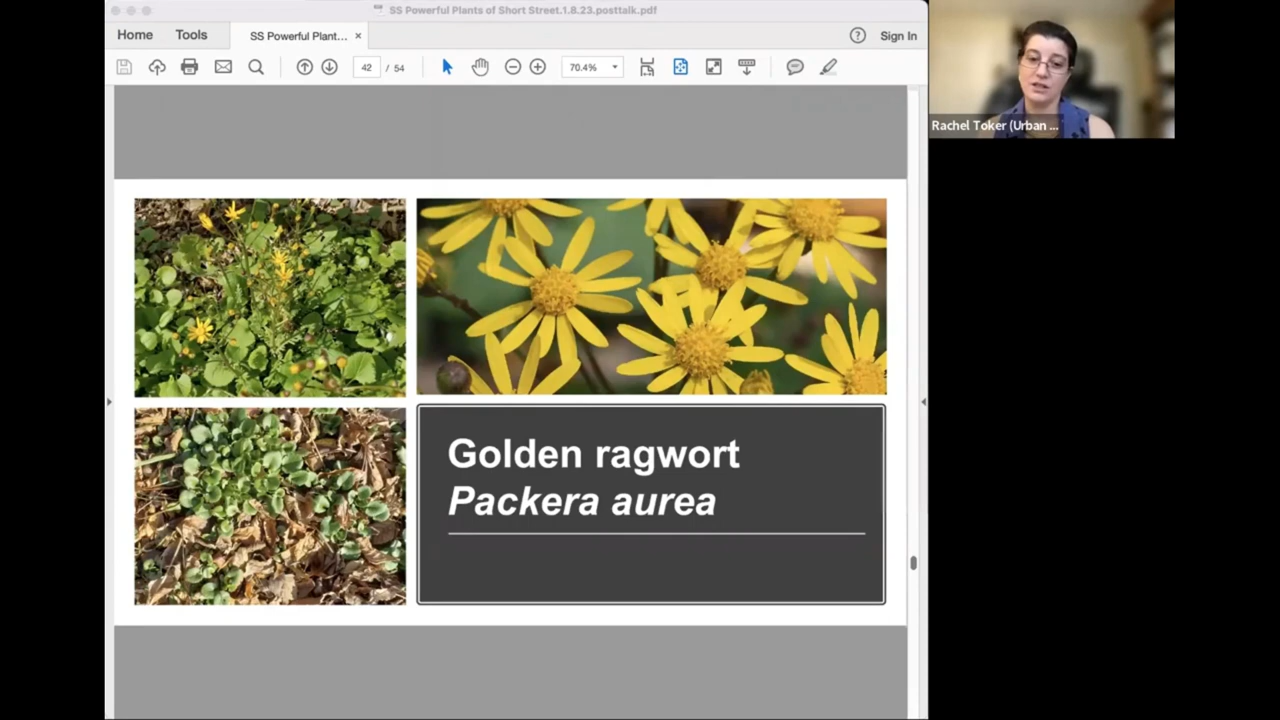 SS Powerful Plants of Short Street.1.8.23.posttalk.pdf
Home
Tools
SS Powerful Plant... ×
? Sign In
42 / 54
70.4%
Rachel Toker (Urban ...
Golden ragwort
Packera aurea